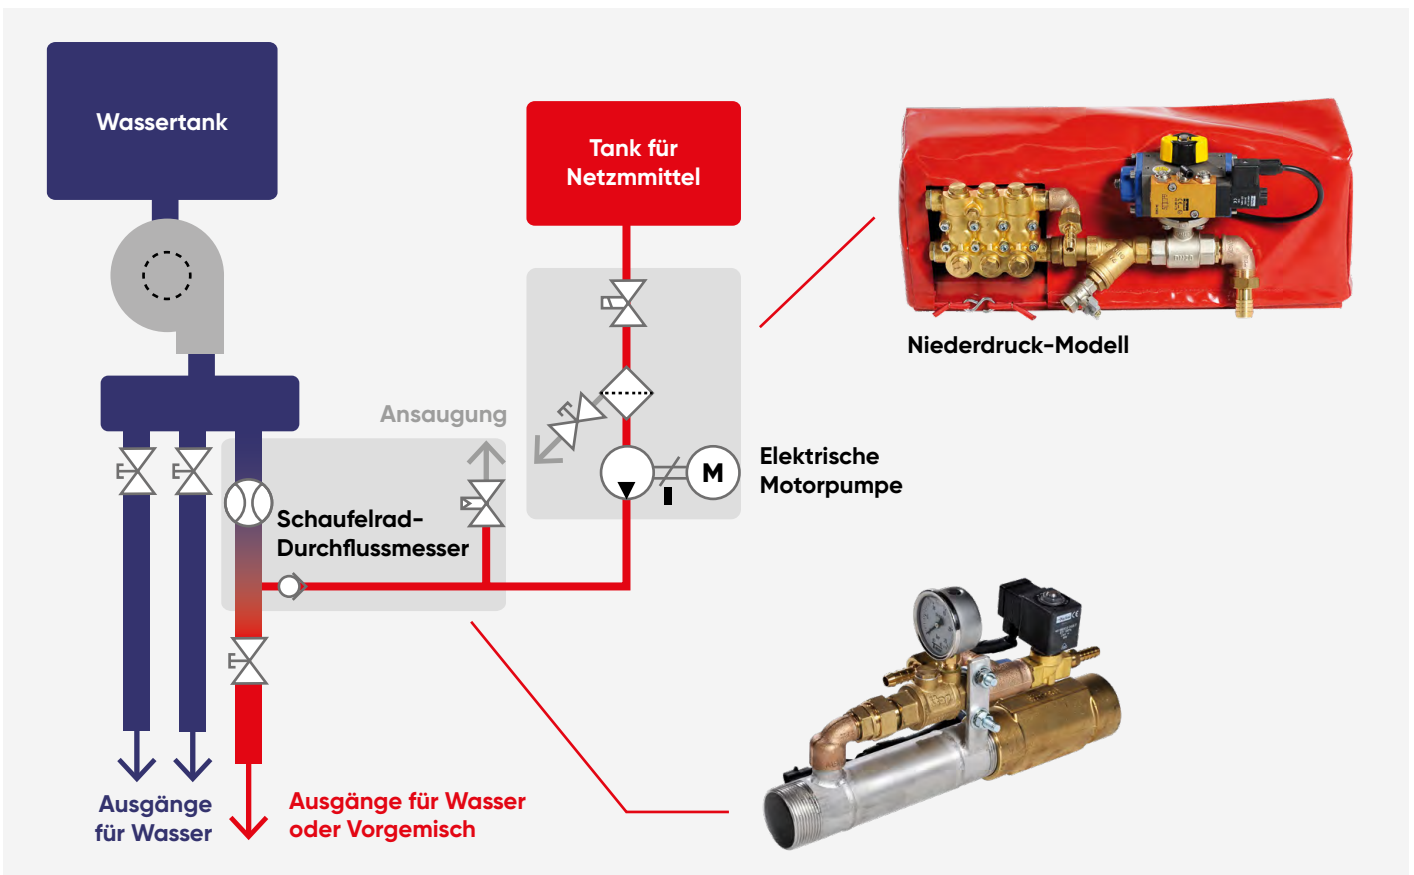 Wassertank
Tank für
Netzmmittel
Niederdruck-Modell
Ansaugung
M
Elektrische
Motorpumpe
Schaufelrad-
Durchflussmesser
Ausgänge
für Wasser
Ausgänge für Wasser
oder Vorgemisch